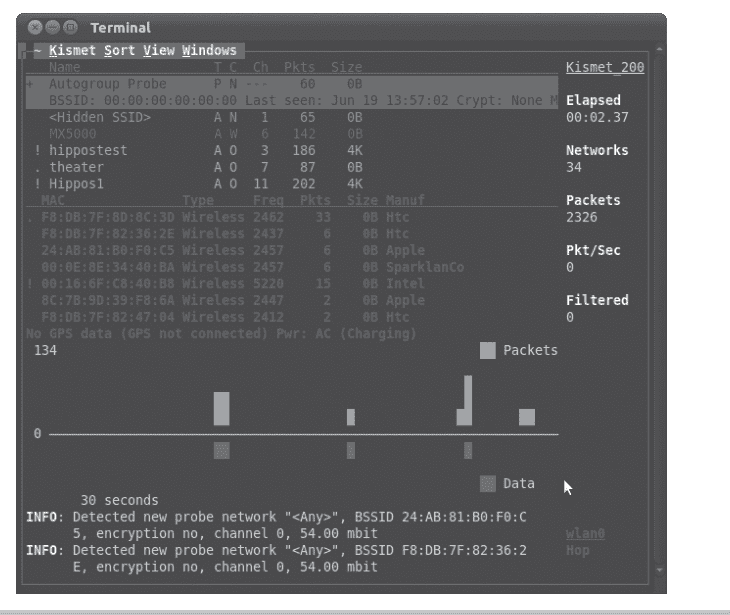 Terminal
~ Kismet Sort View Windows
Name T C Ch Pkts Size Kismet_200
+ Autogroup Probe P N --- 60 0B
BSSID: 00:00:00:00:00:00 Last seen: Jun 19 13:57:02 Crypt: None M Elapsed
<Hidden SSID> A N 1 65 0B 00:02.37
MX5000 A W 6 142 0B
! hippostest A O 3 186 4K Networks
. theater A O 7 87 0B 34
! Hippos1 A O 11 202 4K
MAC Type Freq Pkts Size Manuf Packets
. F8:DB:7F:8D:8C:3D Wireless 2462 33 0B Htc 2326
F8:DB:7F:82:36:2E Wireless 2437 6 0B Htc
24:AB:81:B0:F0:C5 Wireless 2457 6 0B Apple Pkt/Sec
00:0E:8E:34:40:BA Wireless 2457 6 0B SparklanCo 0
! 00:16:6F:C8:40:B8 Wireless 5220 15 0B Intel
8C:7B:9D:39:F8:6A Wireless 2447 2 0B Apple Filtered
F8:DB:7F:82:47:04 Wireless 2412 2 0B Htc 0
No GPS data (GPS not connected) Pwr: AC (Charging)
134 Packets
0
Data
30 seconds
INFO: Detected new probe network "<Any>", BSSID 24:AB:81:B0:F0:C
5, encryption no, channel 0, 54.00 mbit wlan0
INFO: Detected new probe network "<Any>", BSSID F8:DB:7F:82:36:2 Hop
E, encryption no, channel 0, 54.00 mbit